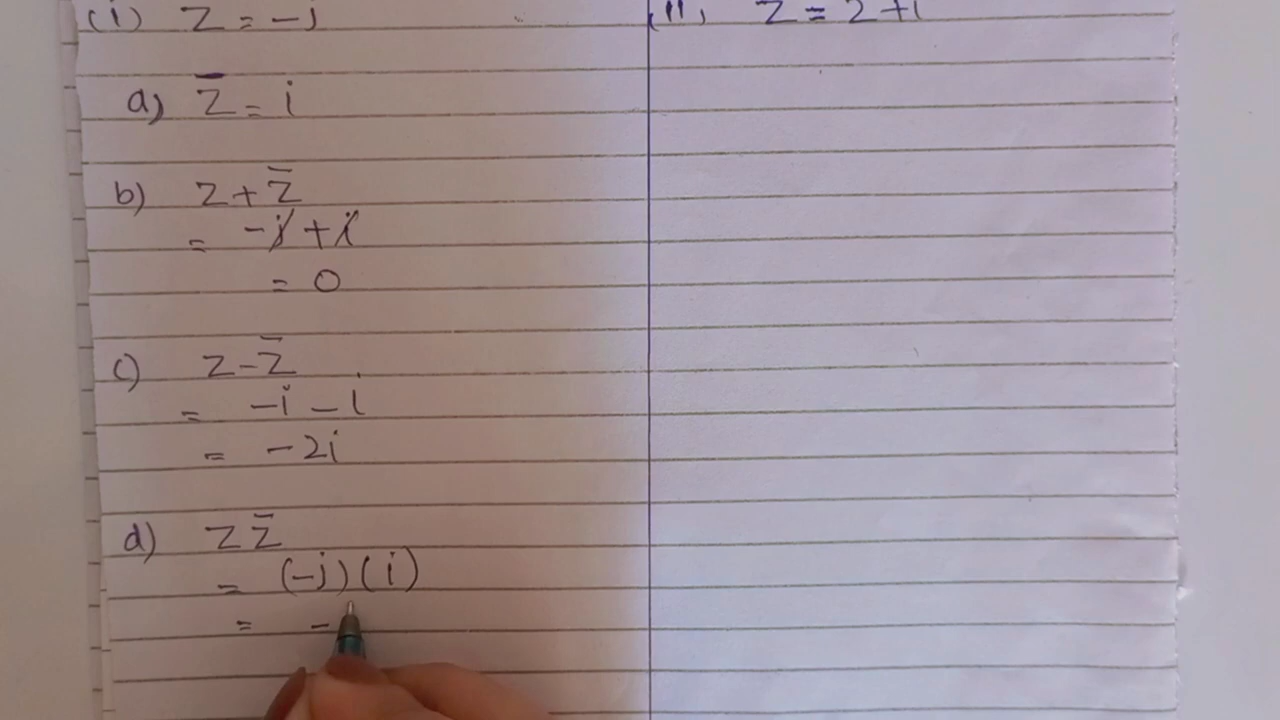 (i) z = -i
a) z̅ = i
b) z + z̅
= -i + i
= 0
c) z - z̅
= -i - i
= -2i
d) z z̅
= (-i)(i)
= -
(ii) z = 2 + i